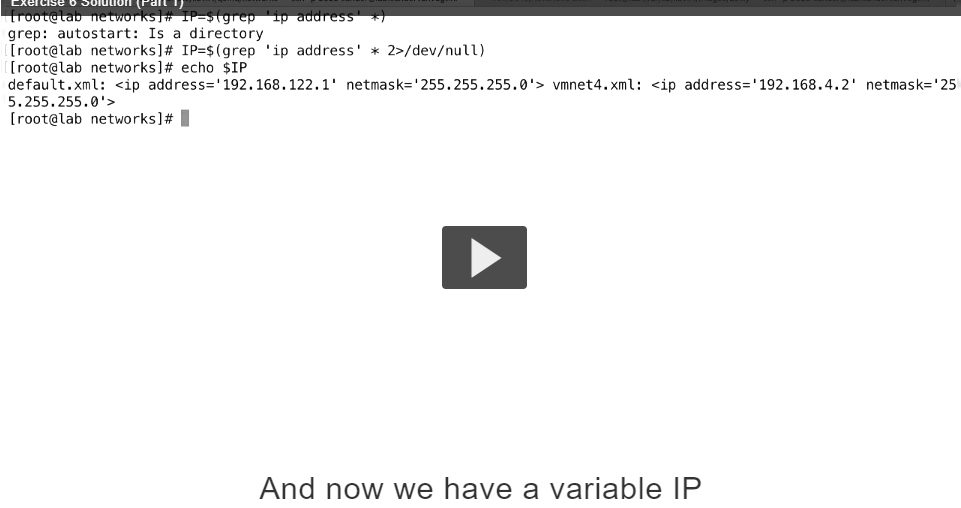 Exercise 6 Solution (Part 1)
[root@lab networks]# IP=$(grep 'ip address' *)
grep: autostart: Is a directory
[root@lab networks]# IP=$(grep 'ip address' * 2>/dev/null)
[root@lab networks]# echo $IP
default.xml: <ip address='192.168.122.1' netmask='255.255.255.0'> vmnet4.xml: <ip address='192.168.4.2' netmask='25
5.255.255.0'>
[root@lab networks]#
And now we have a variable IP